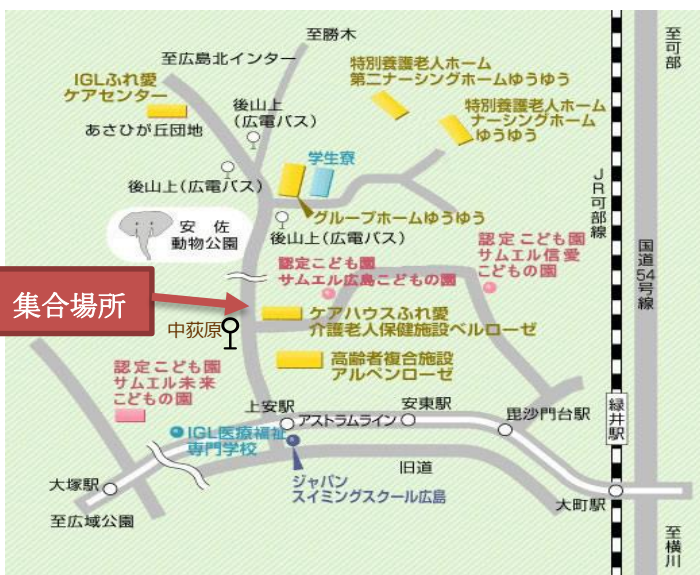 至勝木
至広島北インター
至可部
IGLふれ愛
ケアセンター
あさひが丘団地
後山上
(広電バス)
特別養護老人ホーム
第二ナーシングホームゆうゆう
特別養護老人ホーム
ナーシングホーム
ゆうゆう
学生寮
後山上(広電バス)
グループホームゆうゆう
後山上(広電バス)
安佐
動物公園
JR可部線
国道54号線
認定こども園
サムエル広島こどもの園
認定こども園
サムエル信愛
こどもの園
集合場所
中荻原
ケアハウスふれ愛
介護老人保健施設ベルローゼ
高齢者複合施設
アルペンローゼ
認定こども園
サムエル未来
こどもの園
上安駅
アストラムライン
安東駅
毘沙門台駅
緑井駅
IGL医療福祉
専門学校
旧道
ジャパン
スイミングスクール広島
大塚駅
至広域公園
大町駅
至横川